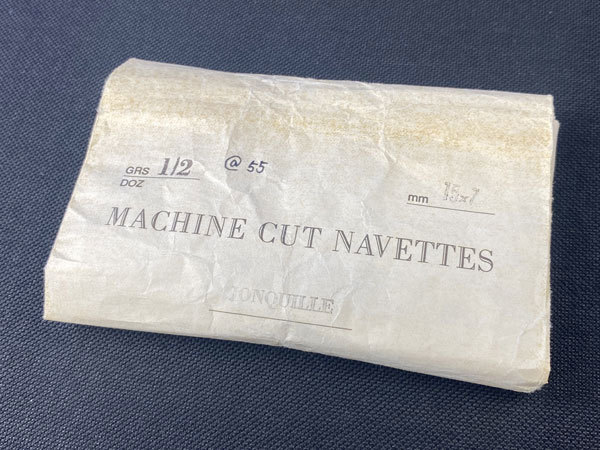 GRS 1/2 @ 55
DOZ
mm 15x7
MACHINE CUT NAVETTES
JONQUILLE